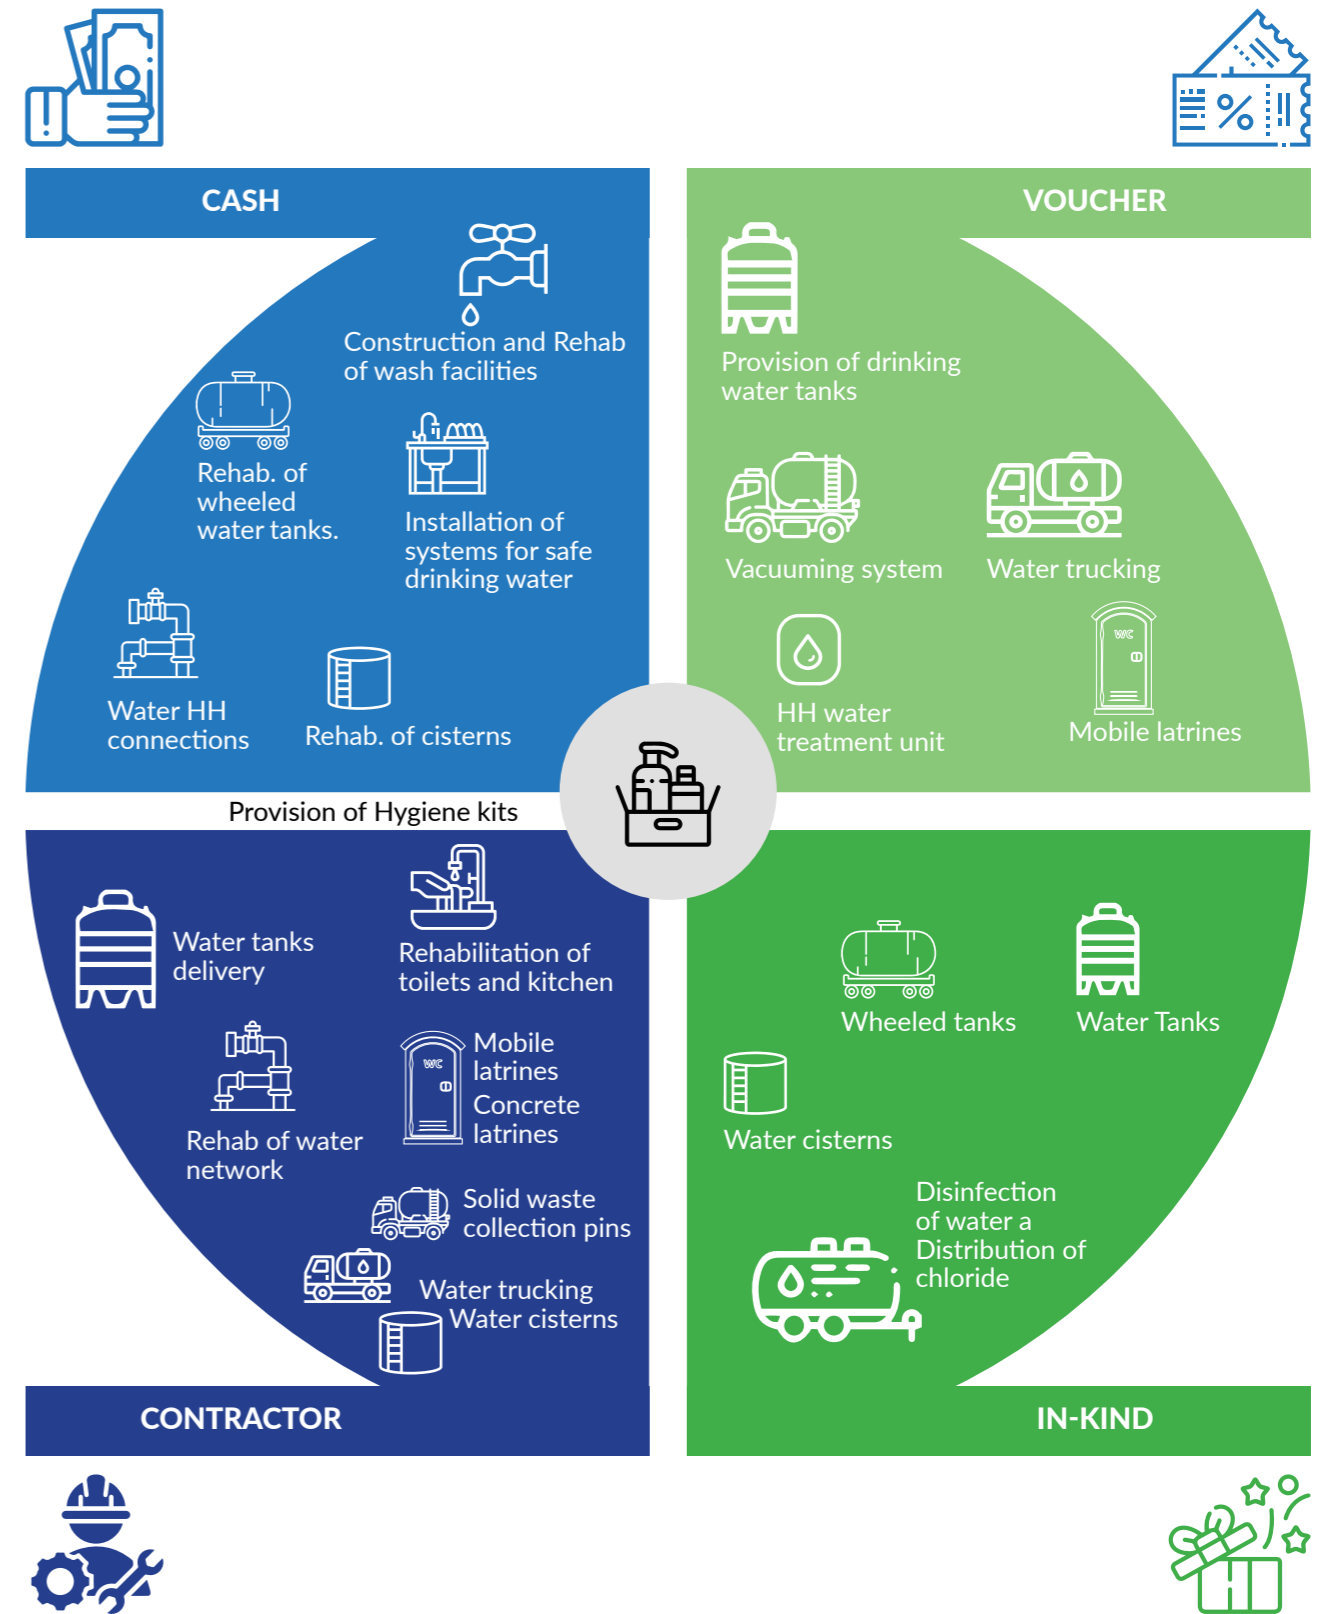 CASH
Construction and Rehab
of wash facilities
Rehab. of
wheeled
water tanks.
Installation of
systems for safe
drinking water
Water HH
connections
Rehab. of cisterns
VOUCHER
Provision of drinking
water tanks
Vacuuming system
Water trucking
HH water
treatment unit
WC
Mobile latrines
%
Provision of Hygiene kits
Water tanks
delivery
Rehabilitation of
toilets and kitchen
Rehab of water
network
WC
Mobile
latrines
Concrete
latrines
Solid waste
collection pins
Water trucking
Water cisterns
CONTRACTOR
Wheeled tanks
Water Tanks
Water cisterns
Disinfection
of water a
Distribution of
chloride
IN-KIND